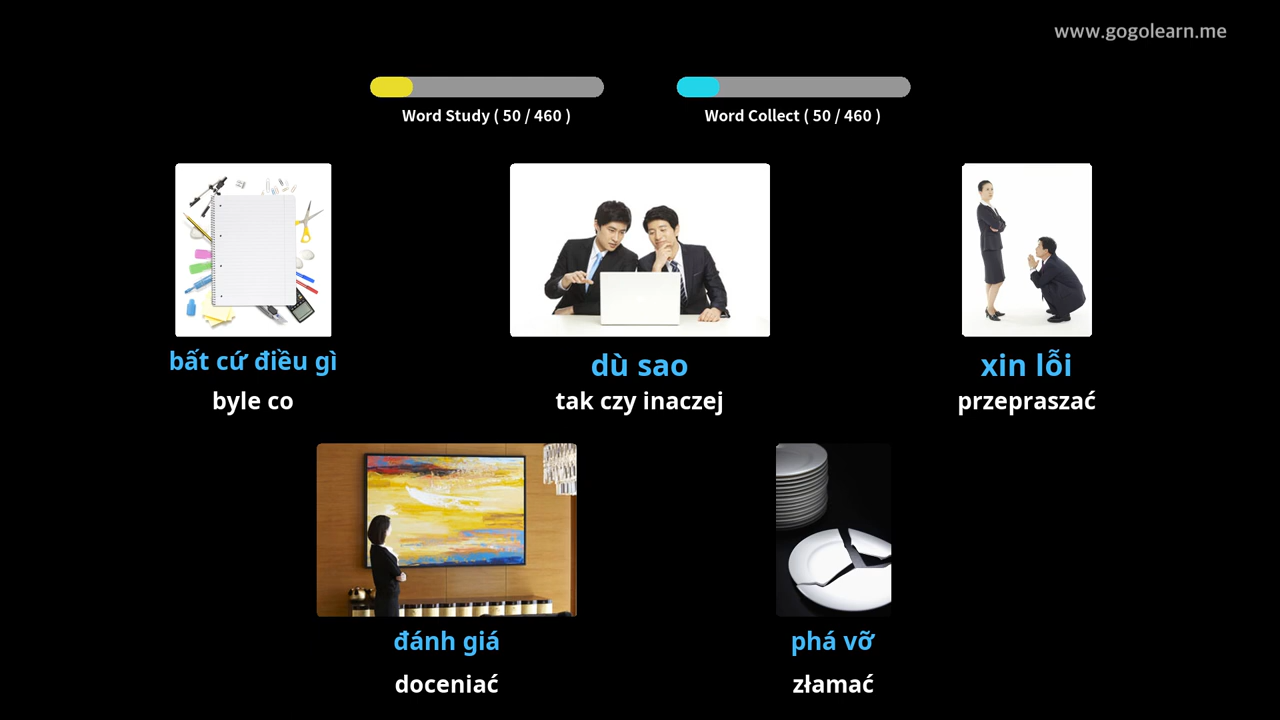 www.gogolearn.me
Word Study ( 50 / 460 )
Word Collect ( 50 / 460 )
bất cứ điều gì
byle co
dù sao
tak czy inaczej
xin lỗi
przepraszać
đánh giá
doceniać
phá vỡ
złamać